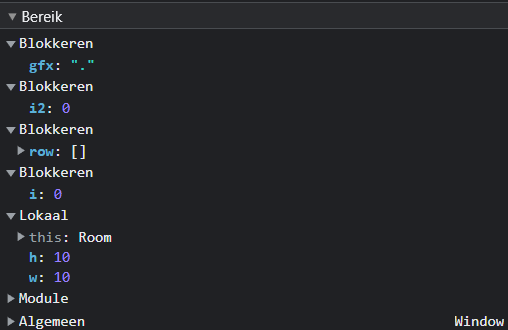 Bereik
Blokkeren
gfx: "."
Blokkeren
i2: 0
Blokkeren
row: []
Blokkeren
i: 0
Lokaal
this: Room
h: 10
w: 10
Module
Algemeen Window